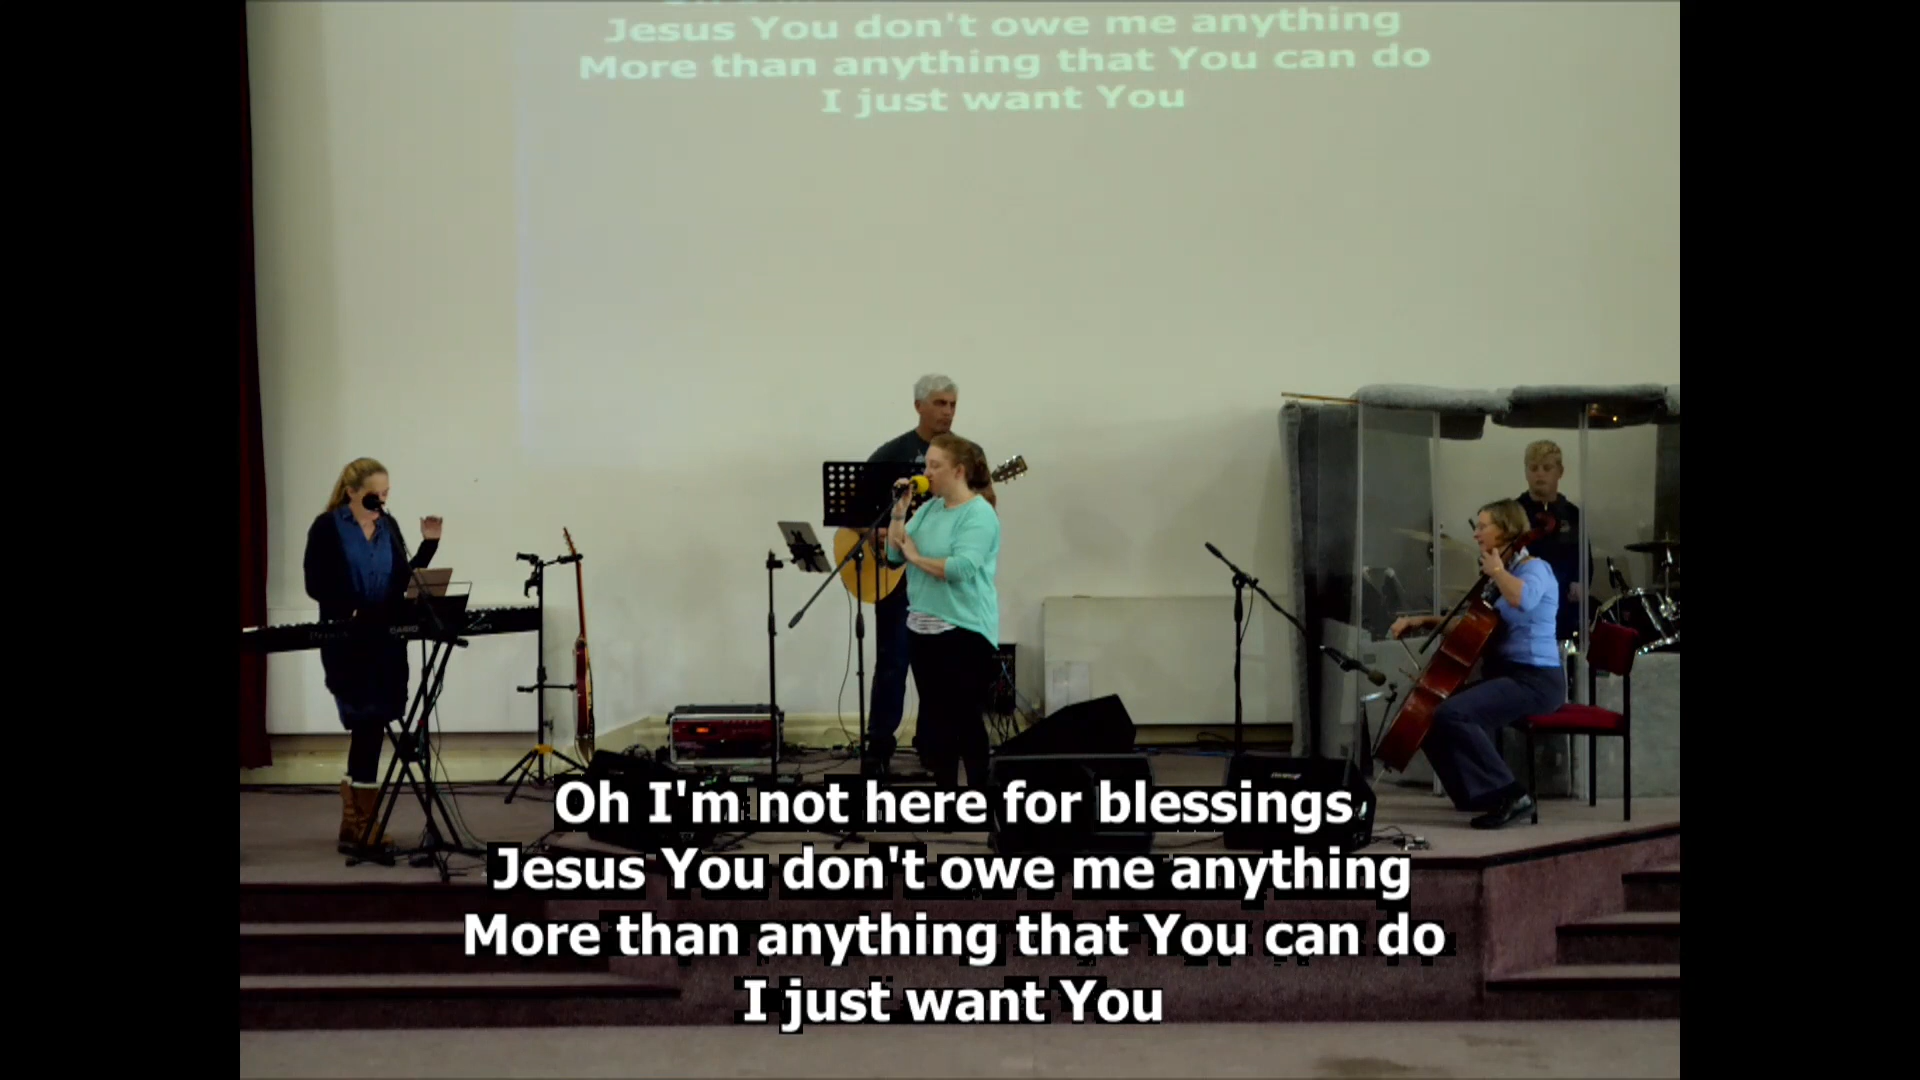 Jesus You don't owe me anything
More than anything that You can do
I just want You
CASIO
Oh I'm not here for blessings
Jesus You don't owe me anything
More than anything that You can do
I just want You